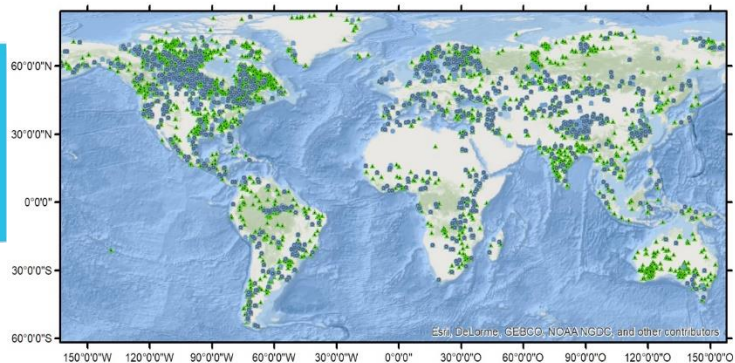 60°0'0"N
30°0'0"N
0°0'0"
30°0'0"S
Esri, DeLorme, GEBCO, NOAA NGDC, and other contributors
60°0'0"S
150°0'0"W 120°0'0"W 90°0'0"W 60°0'0"W 30°0'0"W 0°0'0" 30°0'0"E 60°0'0"E 90°0'0"E 120°0'0"E 150°0'0"E